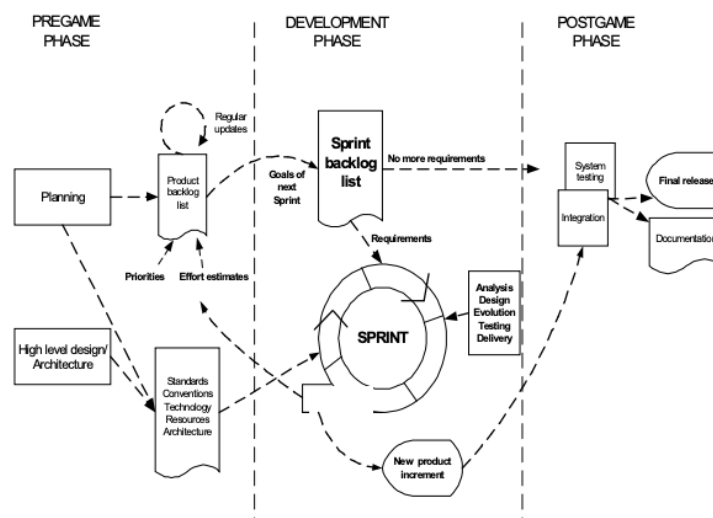 PREGAME
PHASE
DEVELOPMENT
PHASE
POSTGAME
PHASE
Regular
updates
Planning
Product
backlog
list
Goals of
next
Sprint
Sprint
backlog
list
No more requirements
System
testing
Integration
Final release
Documentation
Priorities
Effort estimates
Requirements
High level design/
Architecture
Standards
Conventions
Technology
Resources
Architecture
SPRINT
Analysis
Design
Evolution
Testing
Delivery
New product
increment